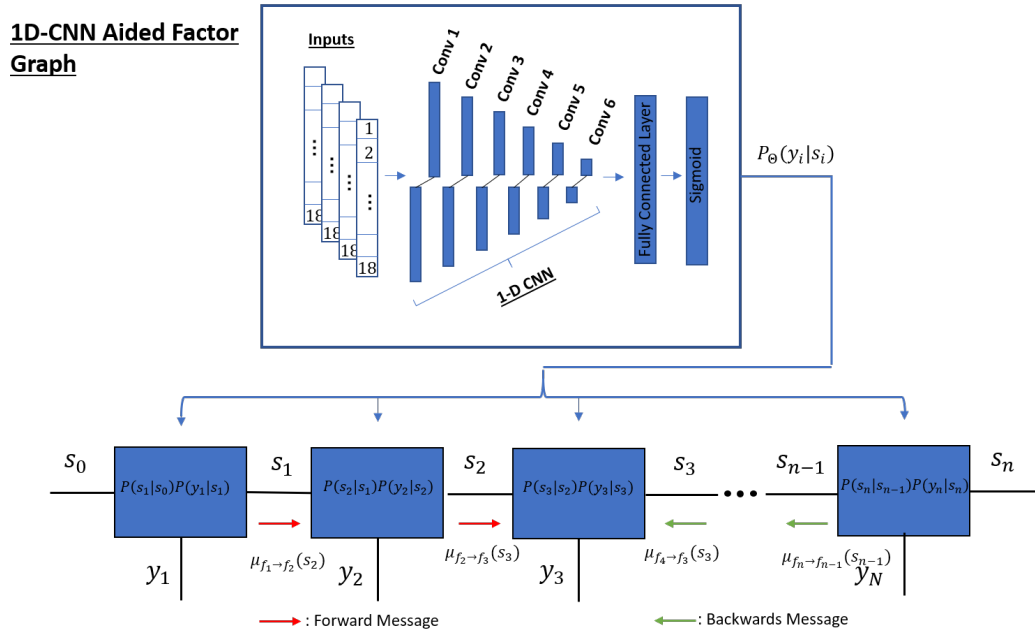 1D-CNN Aided Factor
Graph
Inputs
1
2
...
18
...
18
...
18
...
18
Conv 1
Conv 2
Conv 3
Conv 4
Conv 5
Conv 6
1-D CNN
Fully Connected Layer
Sigmoid
P_Θ(y_i|s_i)
s_0
P(s_1|s_0)P(y_1|s_1)
s_1
P(s_2|s_1)P(y_2|s_2)
s_2
P(s_3|s_2)P(y_3|s_3)
s_3
...
s_{n−1}
P(s_n|s_{n−1})P(y_n|s_n)
s_n
y_1
μ_{f_1→f_2}(s_2)
y_2
μ_{f_2→f_3}(s_3)
y_3
μ_{f_4→f_3}(s_3)
μ_{f_n→f_{n−1}}(s_{n−1})
y_N
: Forward Message
: Backwards Message